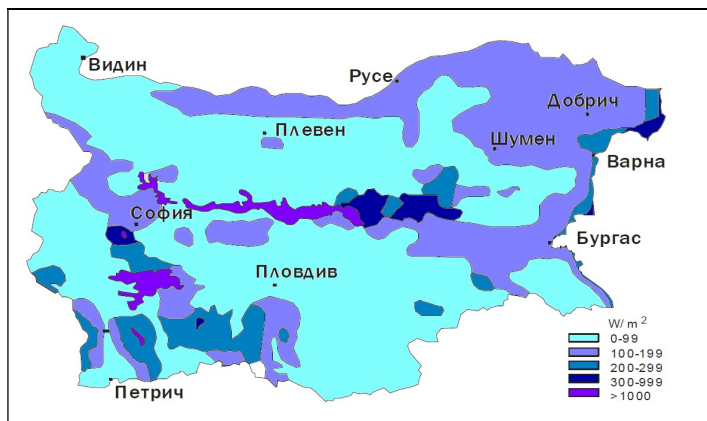 Видин
Русе
Добрич
Плевен
Шумен
Варна
София
Бургас
Пловдив
Петрич
W/m²
0-99
100-199
200-299
300-999
>1000